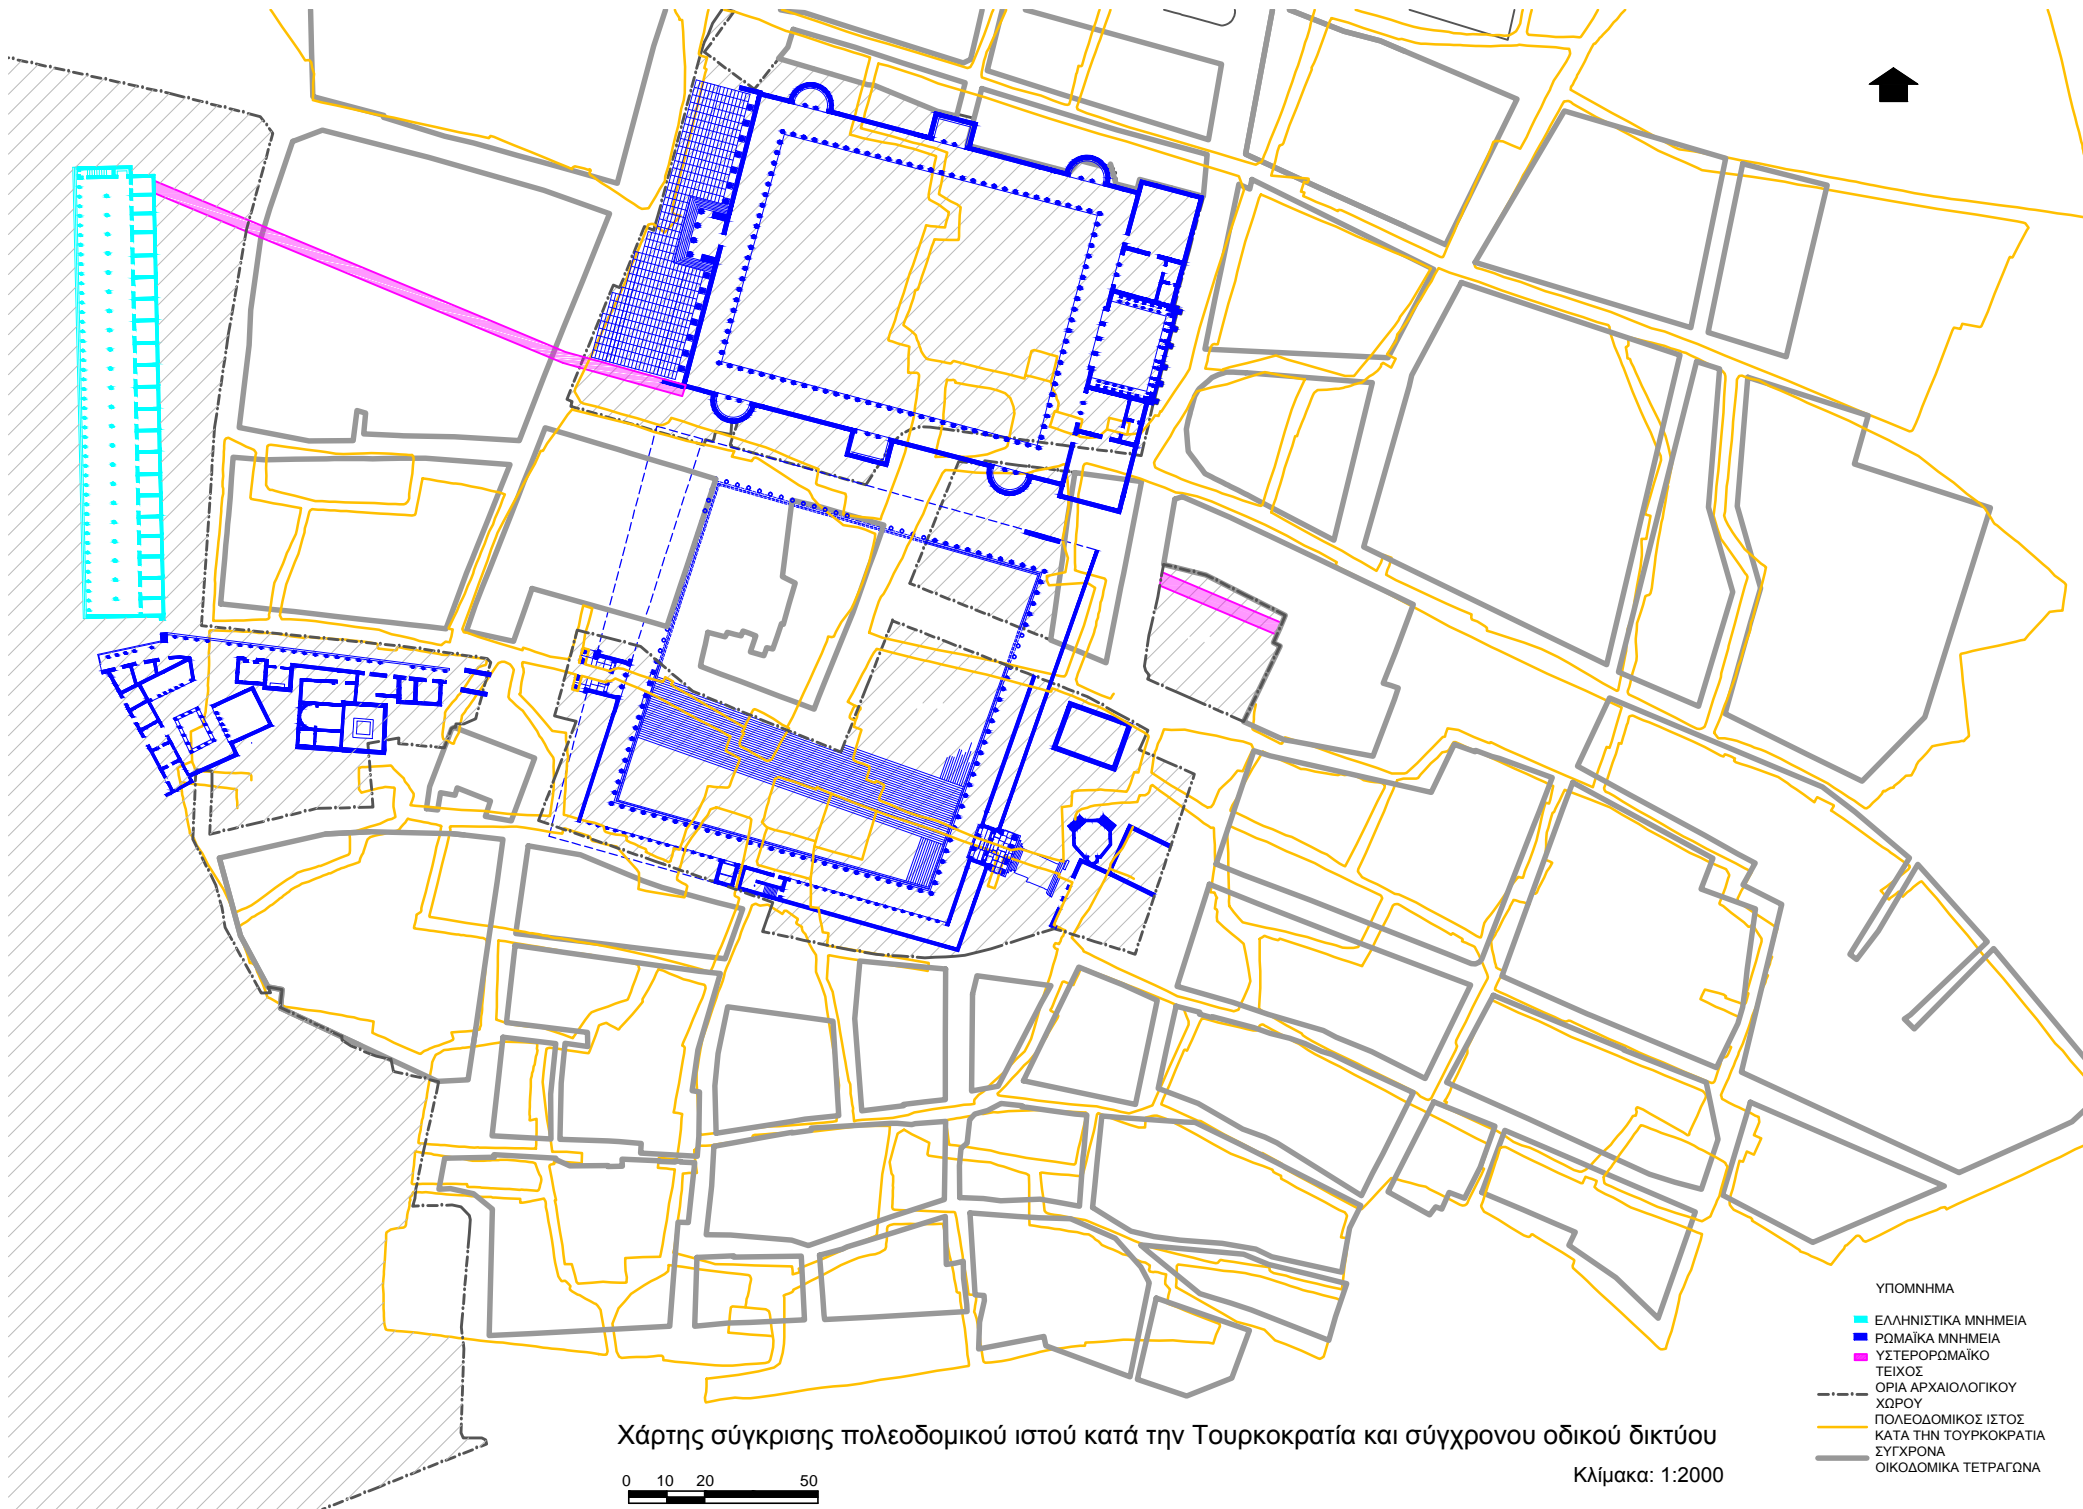 ΥΠΟΜΝΗΜΑ
ΕΛΛΗΝΙΣΤΙΚΑ ΜΝΗΜΕΙΑ
ΡΩΜΑΪΚΑ ΜΝΗΜΕΙΑ
ΥΣΤΕΡΟΡΩΜΑΪΚΟ
ΤΕΙΧΟΣ
ΟΡΙΑ ΑΡΧΑΙΟΛΟΓΙΚΟΥ
ΧΩΡΟΥ
ΠΟΛΕΟΔΟΜΙΚΟΣ ΙΣΤΟΣ
ΚΑΤΑ ΤΗΝ ΤΟΥΡΚΟΚΡΑΤΙΑ
ΣΥΓΧΡΟΝΑ
ΟΙΚΟΔΟΜΙΚΑ ΤΕΤΡΑΓΩΝΑ
Χάρτης σύγκρισης πολεοδομικού ιστού κατά την Τουρκοκρατία και σύγχρονου οδικού δικτύου
Κλίμακα: 1:2000
0 10 20 50